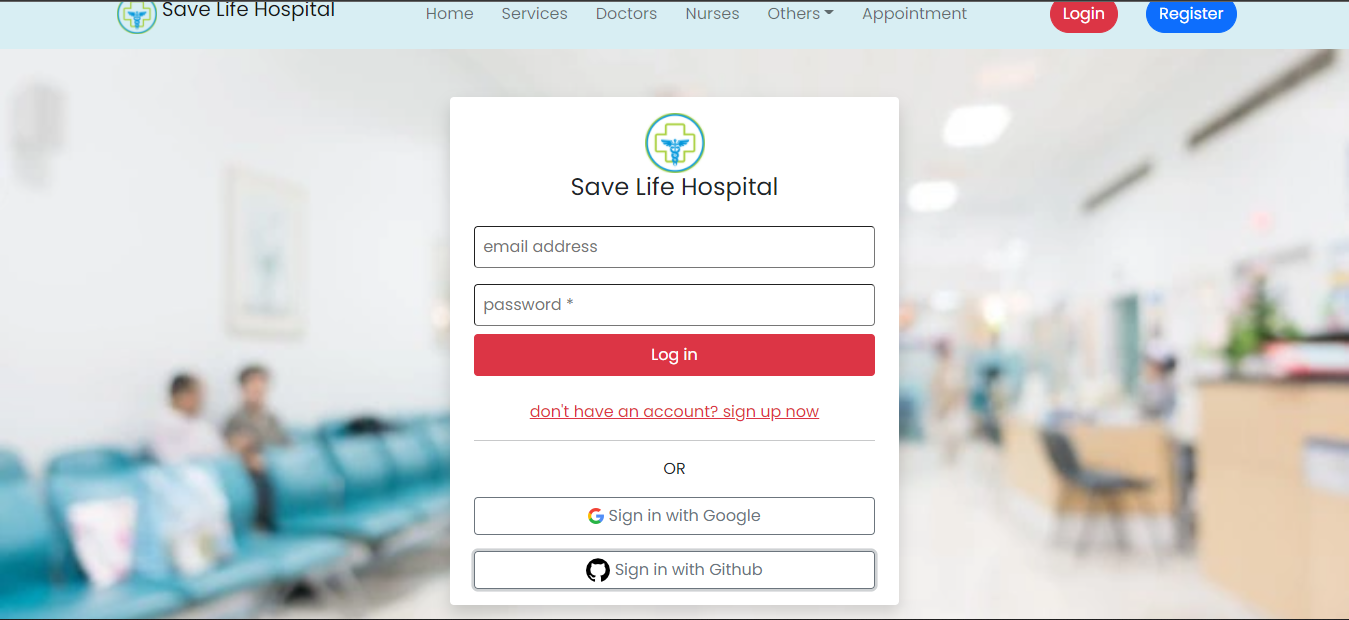 Save Life Hospital Home Services Doctors Nurses Others Appointment Login Register
Save Life Hospital
email address
password *
Log in
don't have an account? sign up now
OR
Sign in with Google
Sign in with Github